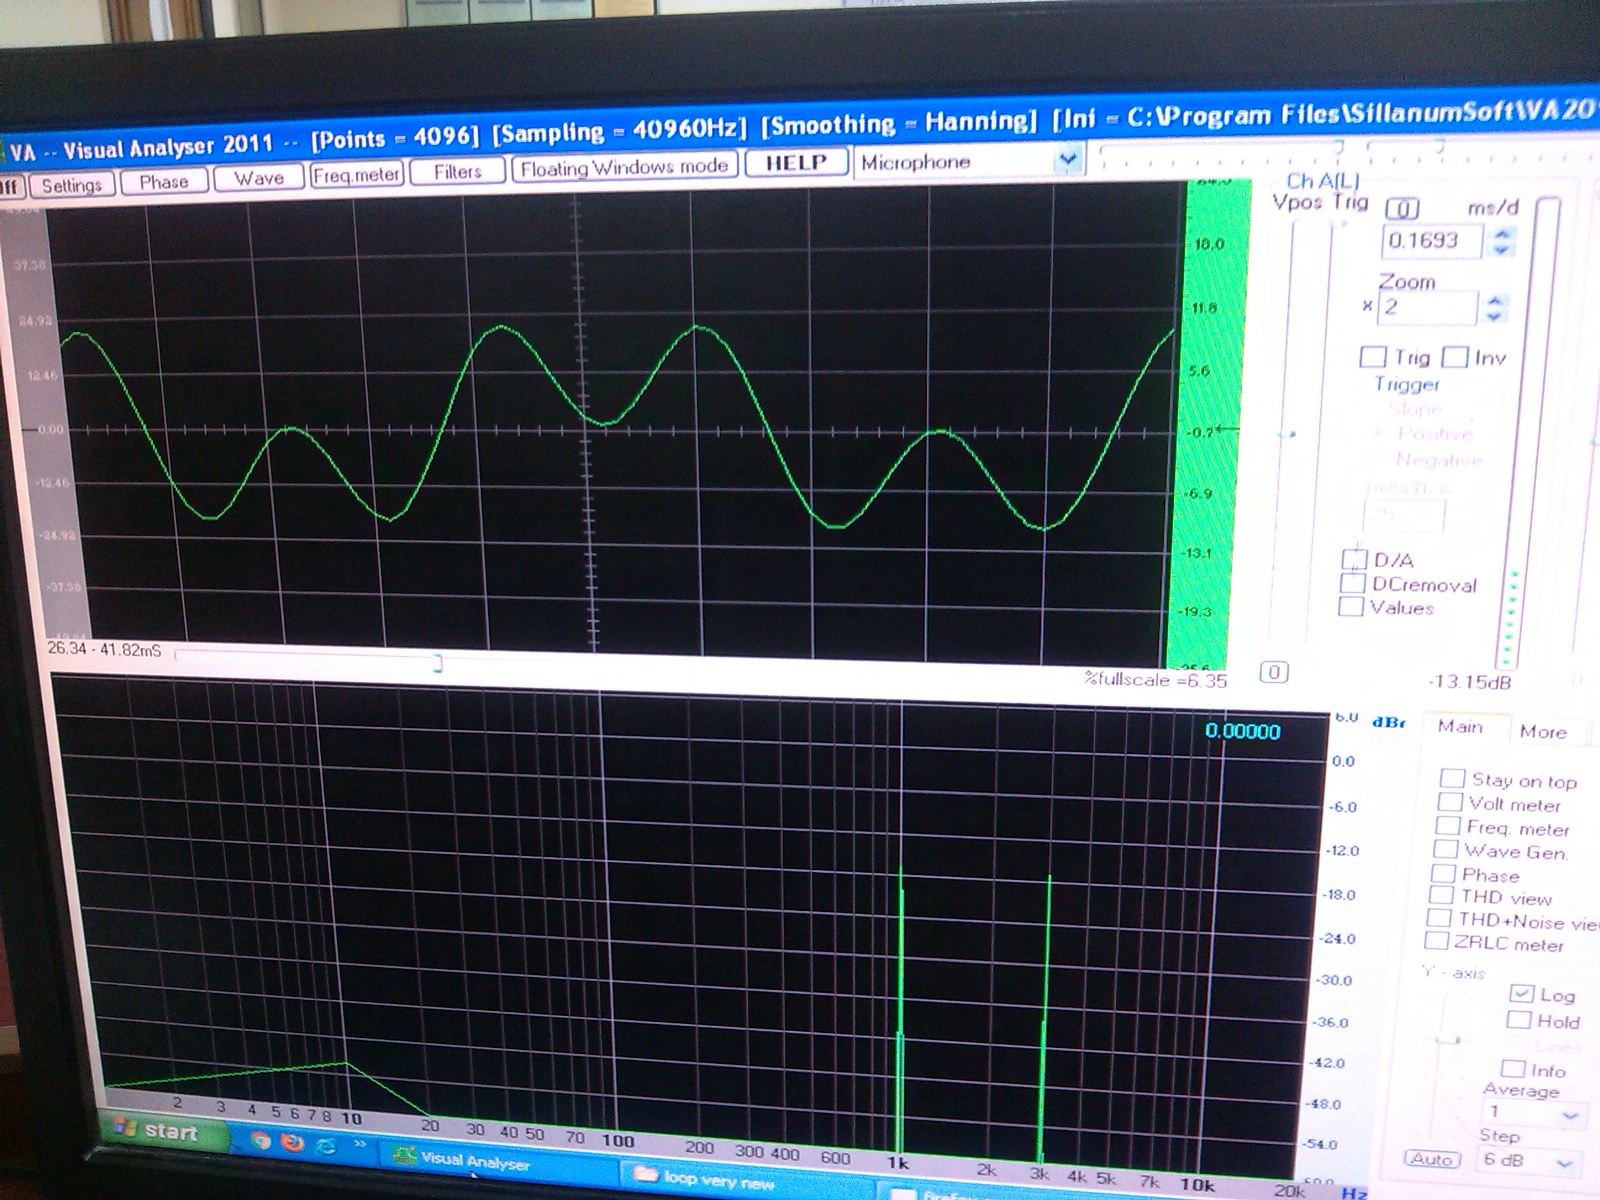 VA -- Visual Analyser 2011 -- [Points = 4096] [Sampling = 40960Hz] [Smoothing = Hanning] [Ini = C:\Program Files\SillanumSoft\VA20
Settings Phase Wave Freq.meter Filters Floating Windows mode HELP Microphone
Ch A(L)
Vpos Trig 0 ms/d
0.1693
Zoom
x 2
Trig Inv
Trigger
Slope
Positive
Negative
D/A
DCremoval
Values
37.38
24.92
12.46
0.00
-12.46
-24.92
-37.38
18.0
11.8
5.6
-0.7
-6.9
-13.1
-19.3
26.34 - 41.82mS
%fullscale =6.35
0
-13.15dB
0.00000
6.0 dBr
0.0
-6.0
-12.0
-18.0
-24.0
-30.0
-36.0
-42.0
-48.0
-54.0
Main More
Stay on top
Volt meter
Freq. meter
Wave Gen.
Phase
THD view
THD+Noise vie
ZRLC meter
Y - axis
Log
Hold
Lines
Info
Average
1
Step
Auto 6 dB
2 3 4 5 6 7 8 10 20 30 40 50 70 100 200 300 400 600 1k 2k 3k 4k 5k 7k 10k 20k Hz
start Visual Analyser loop very new